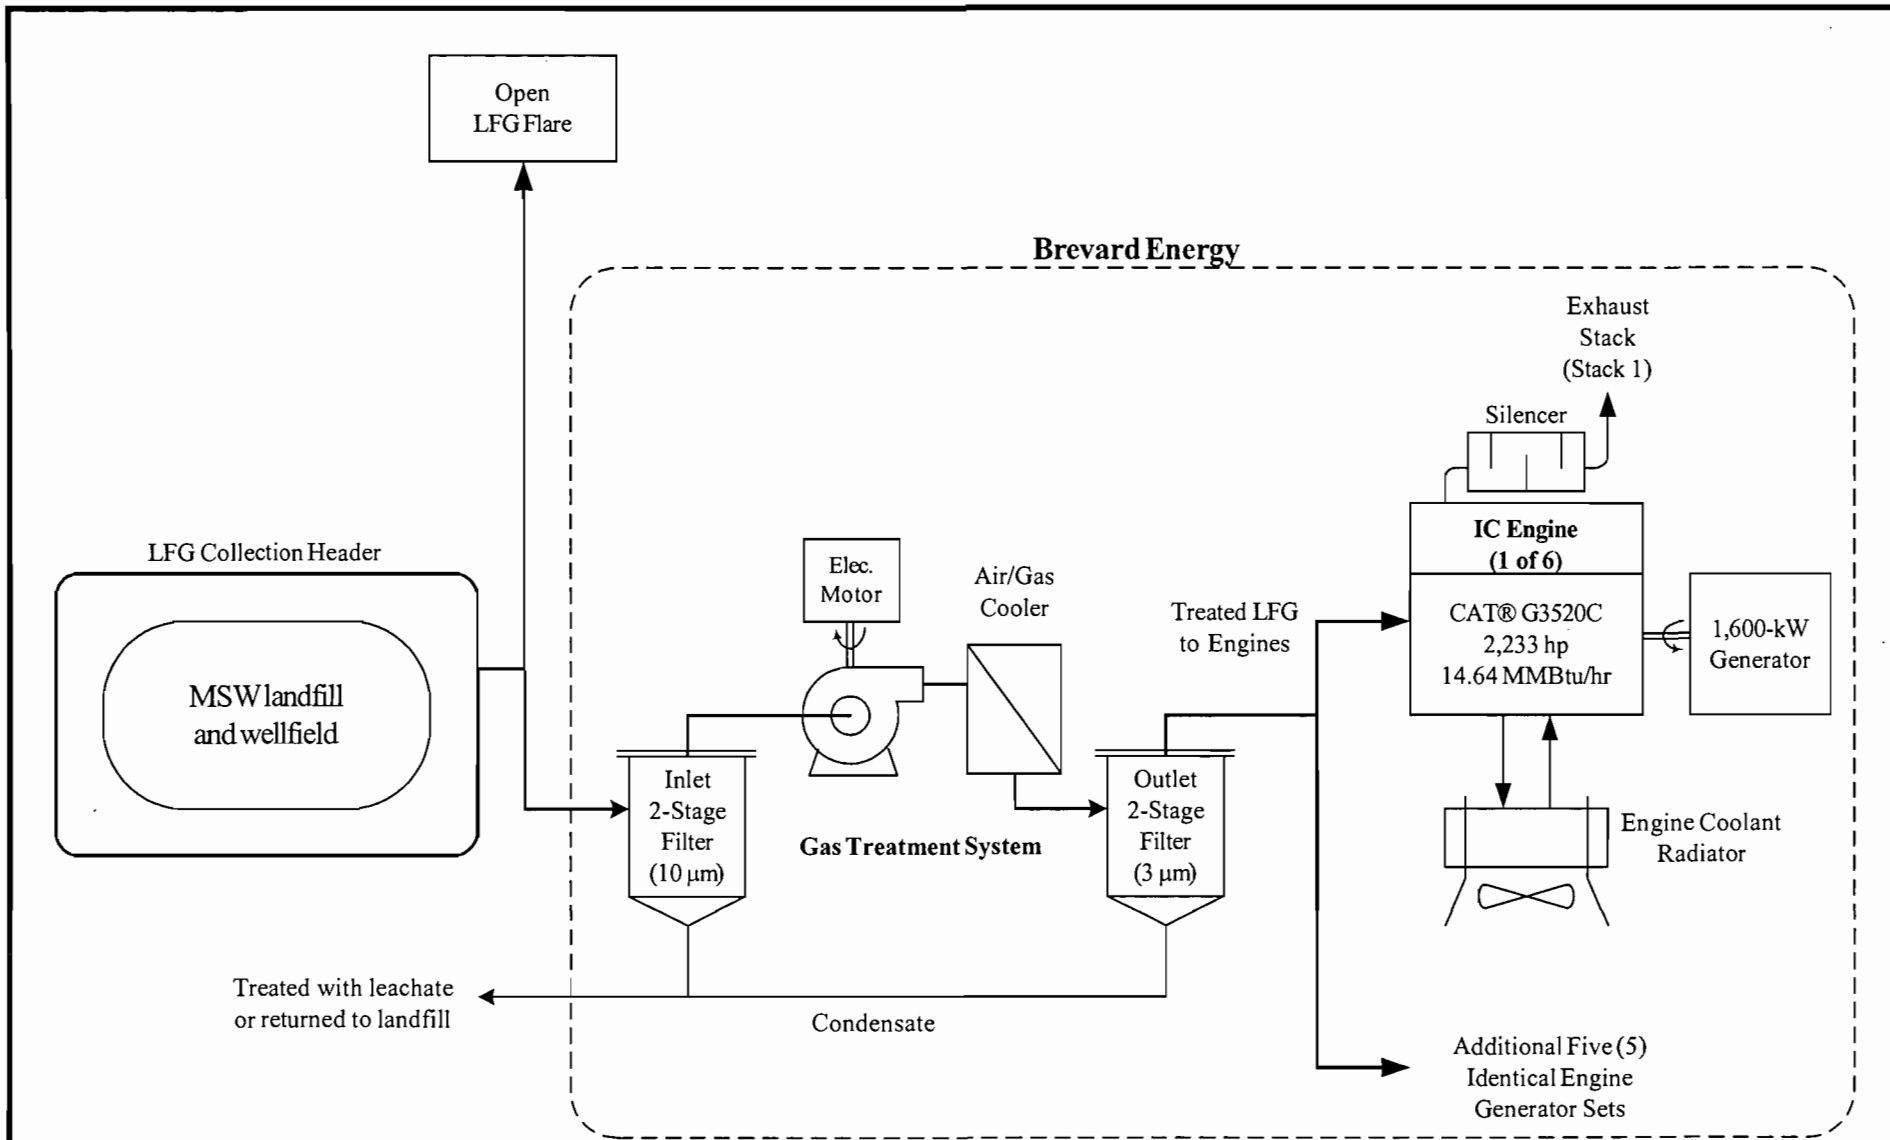 Open
LFG Flare
Brevard Energy
Exhaust
Stack
(Stack 1)
Silencer
IC Engine
(1 of 6)
CAT® G3520C
2,233 hp
14.64 MMBtu/hr
1,600-kW
Generator
LFG Collection Header
MSW landfill
and wellfield
Elec.
Motor
Air/Gas
Cooler
Treated LFG
to Engines
Inlet
2-Stage
Filter
(10 µm)
Gas Treatment System
Outlet
2-Stage
Filter
(3 µm)
Engine Coolant
Radiator
Treated with leachate
or returned to landfill
Condensate
Additional Five (5)
Identical Engine
Generator Sets